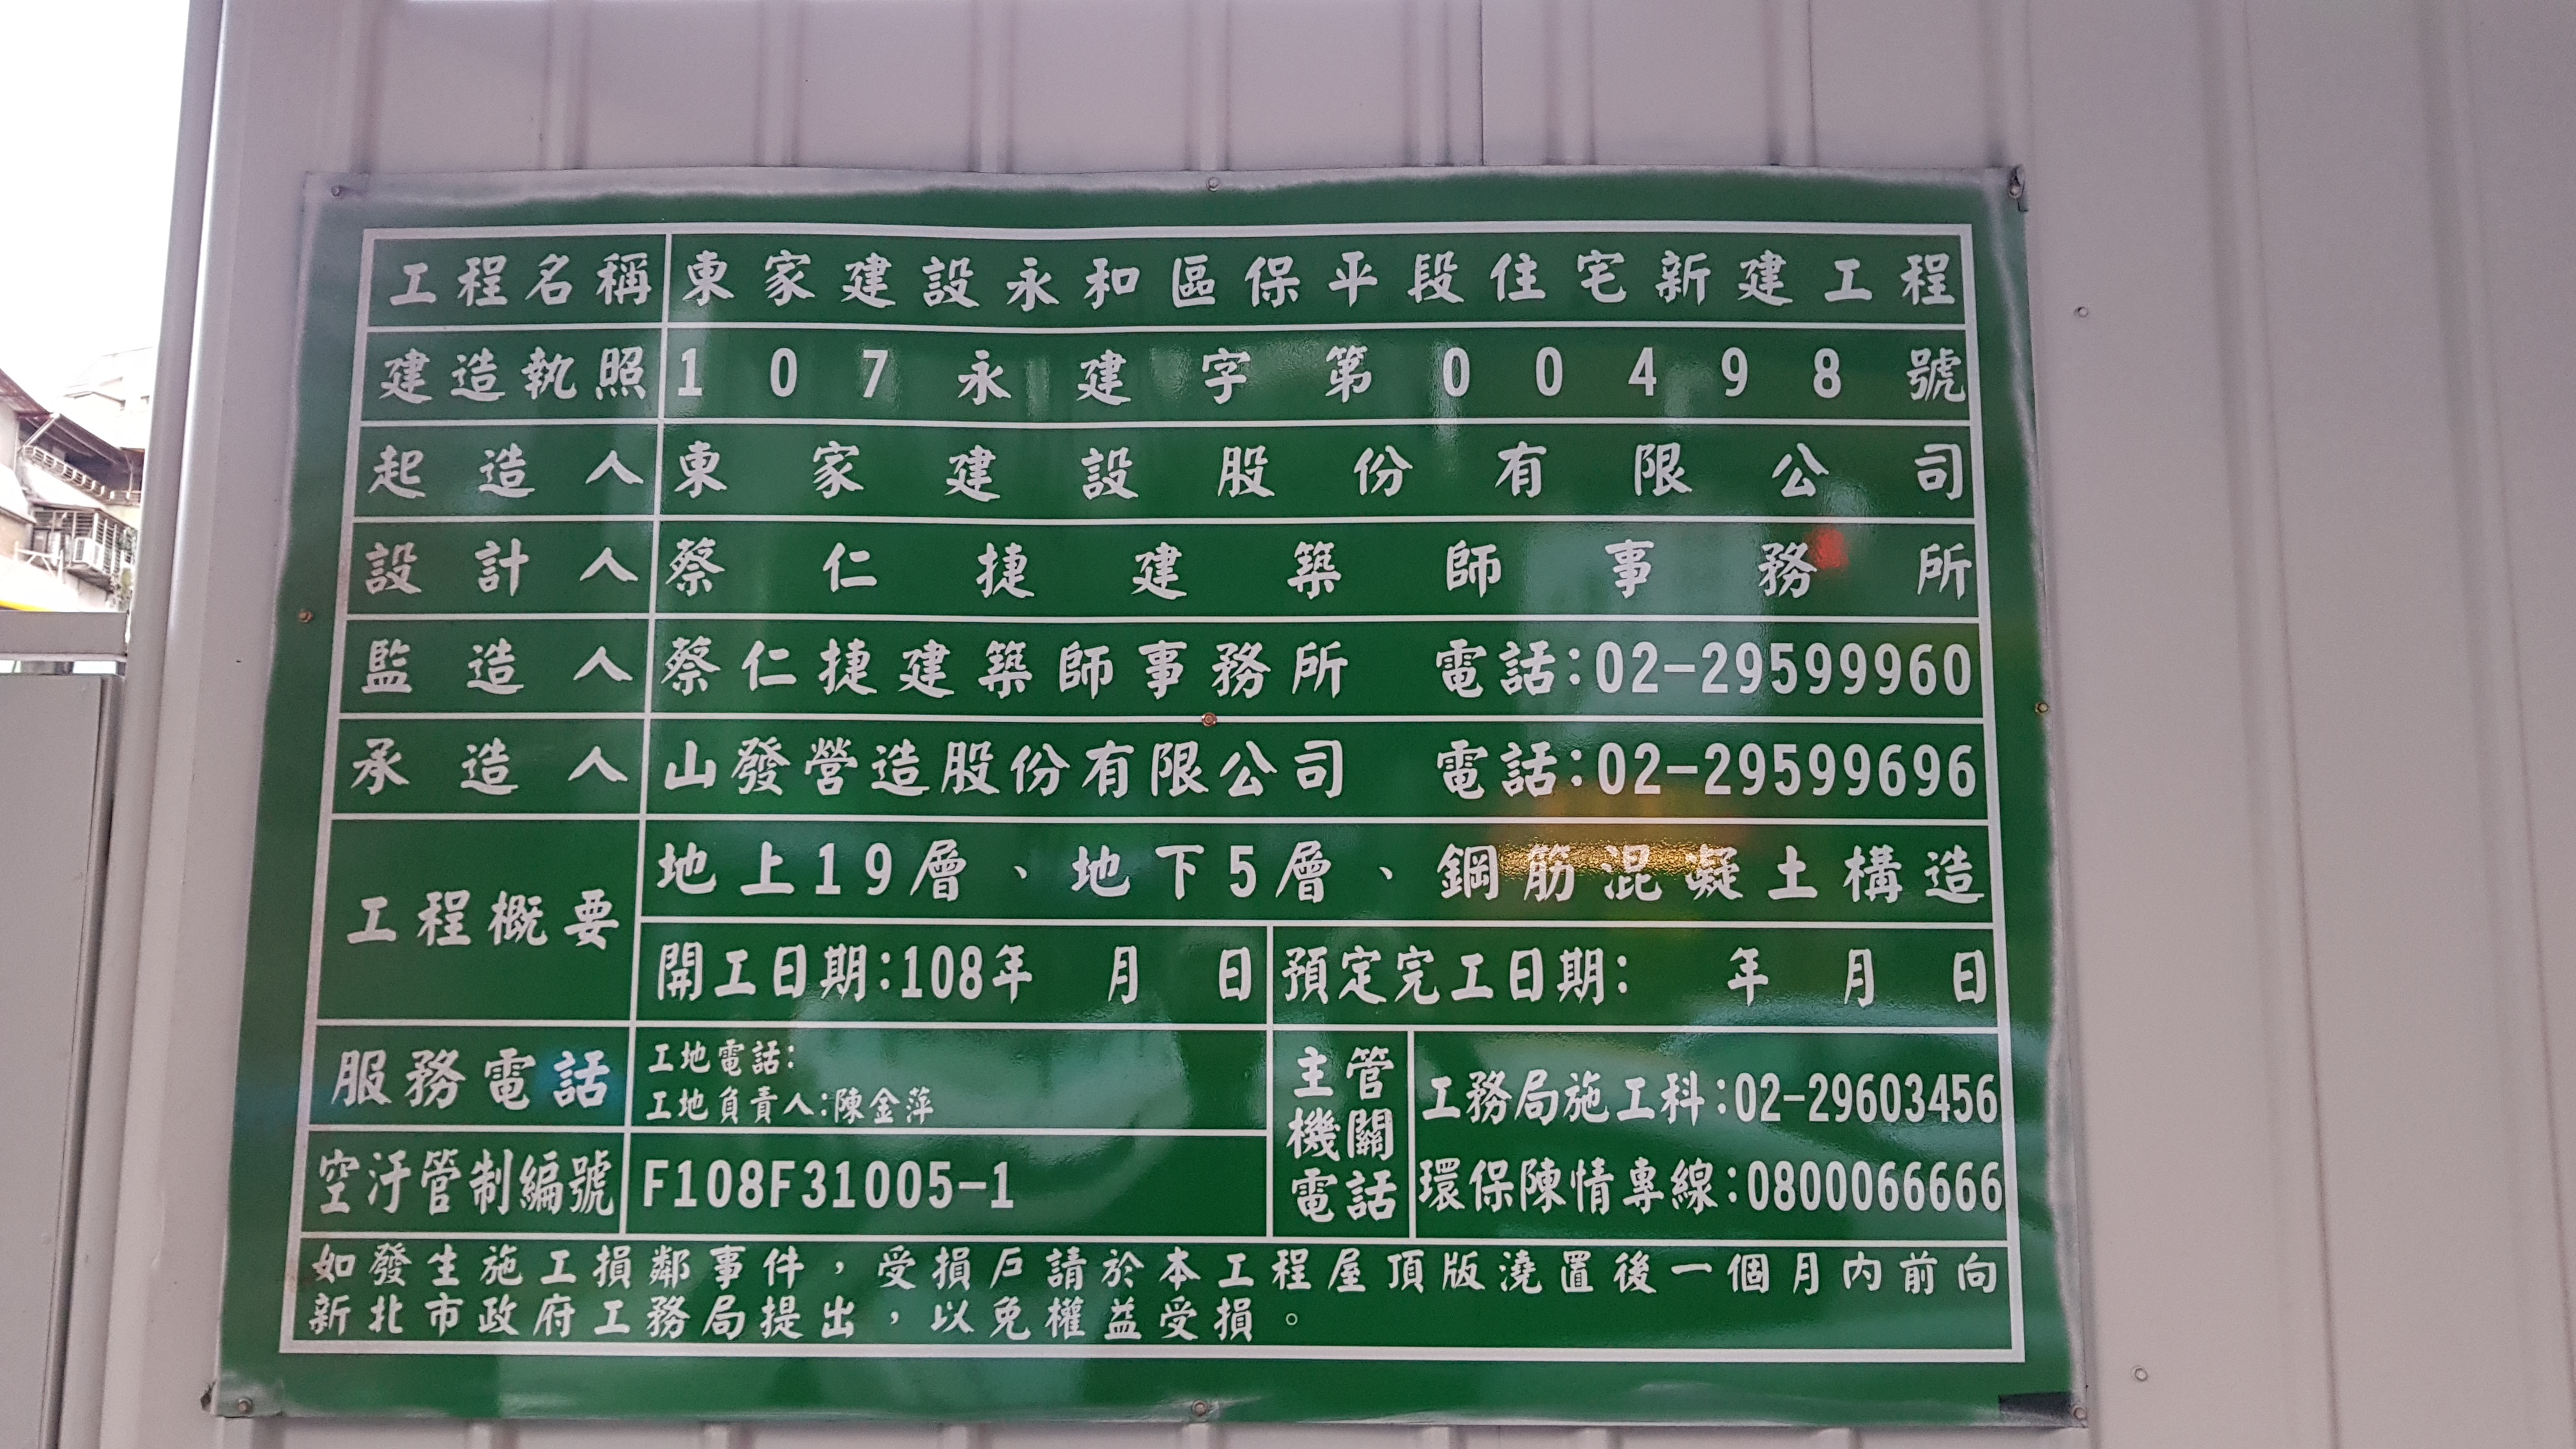 工程名稱 東家建設永和區保平段住宅新建工程
建造執照 107永建字第00498號
起造人 東家建設股份有限公司
設計人 蔡仁捷建築師事務所
監造人 蔡仁捷建築師事務所 電話:02-29599960
承造人 山發營造股份有限公司 電話:02-29599696
工程概要 地上19層、地下5層、鋼筋混凝土構造
開工日期:108年 月 日 預定完工日期: 年 月 日
服務電話 工地電話:
工地負責人:陳金萍
主管機關電話 工務局施工科:02-29603456
環保陳情專線:0800066666
空汙管制編號 F108F31005-1
如發生施工損鄰事件，受損戶請於本工程屋頂版澆置後一個月內前向
新北市政府工務局提出，以免權益受損。